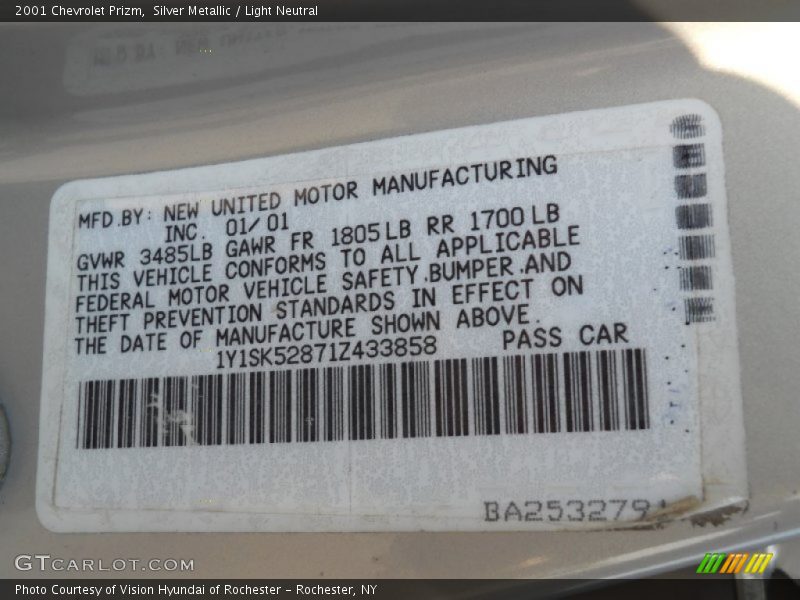 2001 Chevrolet Prizm, Silver Metallic / Light Neutral
MFD.BY: NEW UNITED MOTOR MANUFACTURING
INC. 01/01
GVWR 3485LB GAWR FR 1805LB RR 1700LB
THIS VEHICLE CONFORMS TO ALL APPLICABLE
FEDERAL MOTOR VEHICLE SAFETY,BUMPER,AND
THEFT PREVENTION STANDARDS IN EFFECT ON
THE DATE OF MANUFACTURE SHOWN ABOVE.
1Y1SK52871Z433858 PASS CAR
BA253279
GTCARLOT.COM
Photo Courtesy of Vision Hyundai of Rochester - Rochester, NY